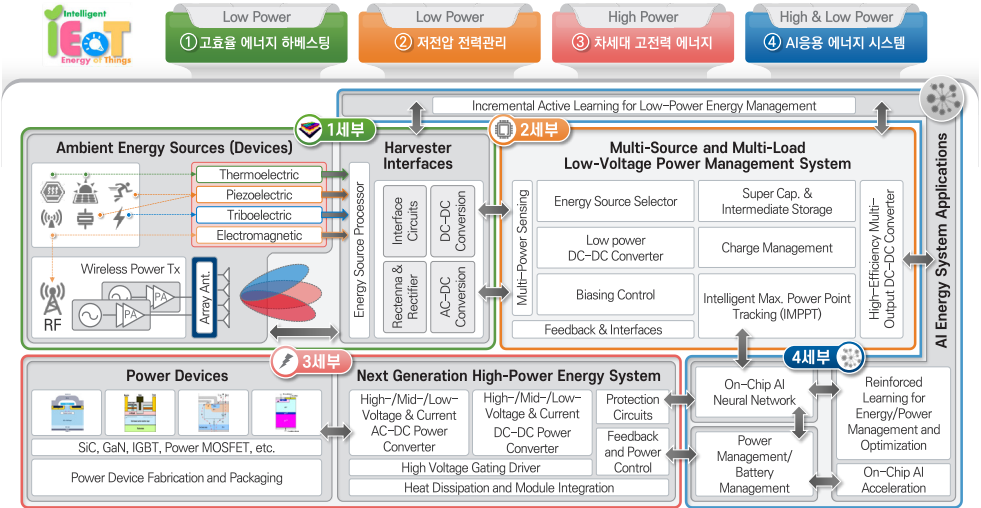 Intelligent
iEoT
Energy of Things
Low Power
① 고효율 에너지 하베스팅
Low Power
② 저전압 전력관리
High Power
③ 차세대 고전력 에너지
High & Low Power
④ AI응용 에너지 시스템
Incremental Active Learning for Low-Power Energy Management
AI Energy System Applications
1세부
Ambient Energy Sources (Devices)
Thermoelectric
Piezoelectric
Triboelectric
Electromagnetic
Wireless Power Tx
PA
PA
RF
Array Ant.
Harvester
Interfaces
Energy Source Processor
Interface
Circuits
DC-DC
Conversion
Rectenna &
Rectifier
AC-DC
Conversion
2세부
Multi-Source and Multi-Load
Low-Voltage Power Management System
Multi-Power Sensing
Energy Source Selector
Super Cap. &
Intermediate Storage
Low power
DC-DC Converter
Charge Management
Biasing Control
Intelligent Max. Power Point
Tracking (IMPPT)
Feedback & Interfaces
High-Efficiency Multi-
Output DC-DC Converter
3세부
Power Devices
SiC, GaN, IGBT, Power MOSFET, etc.
Power Device Fabrication and Packaging
Next Generation High-Power Energy System
High-/Mid-/Low-
Voltage & Current
AC-DC Power
Converter
High-/Mid-/Low-
Voltage & Current
DC-DC Power
Converter
Protection
Circuits
Feedback
and Power
Control
High Voltage Gating Driver
Heat Dissipation and Module Integration
4세부
On-Chip AI
Neural Network
Power
Management/
Battery
Management
Reinforced
Learning for
Energy/Power
Management and
Optimization
On-Chip AI
Acceleration